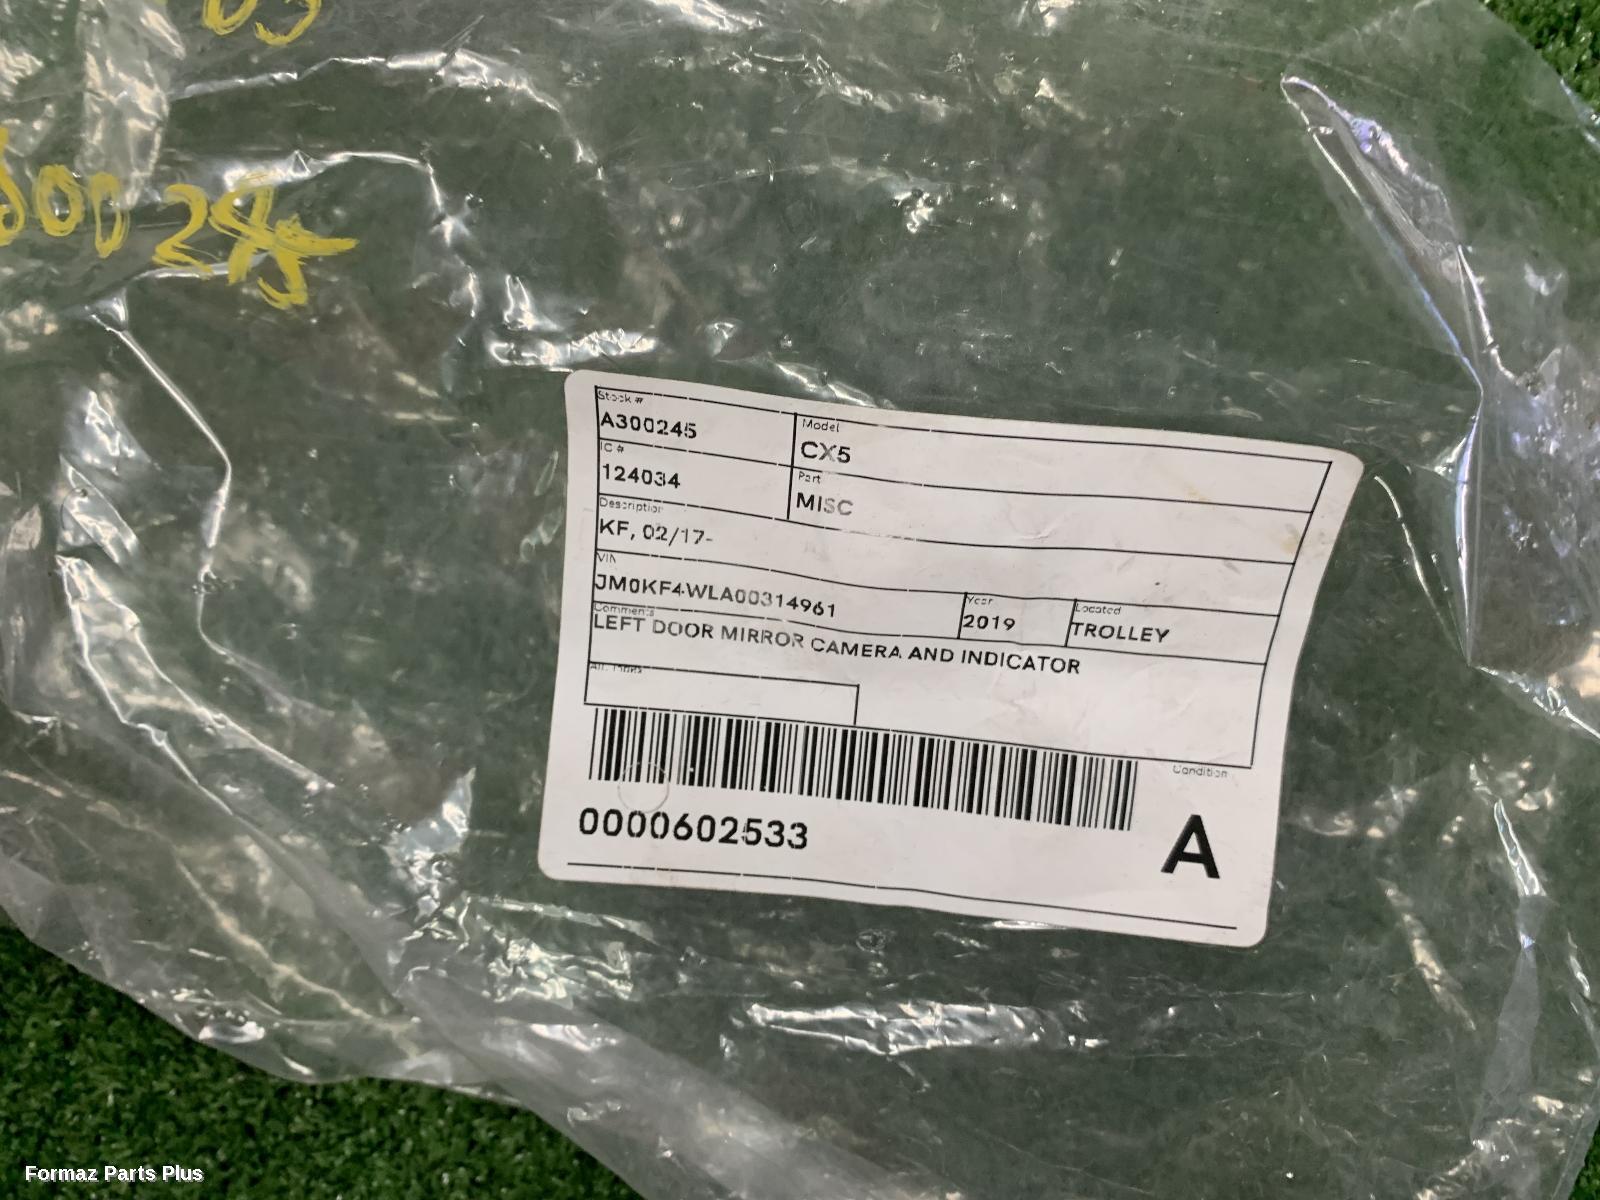 Stock #
A300245
Model
CX5
IC #
124034
Part
MISC
Description
KF, 02/17-
VIN
JM0KF4WLA00314961
Year
2019
Located
TROLLEY
Comments
LEFT DOOR MIRROR CAMERA AND INDICATOR
Condition
A
0000602533
Formaz Parts Plus